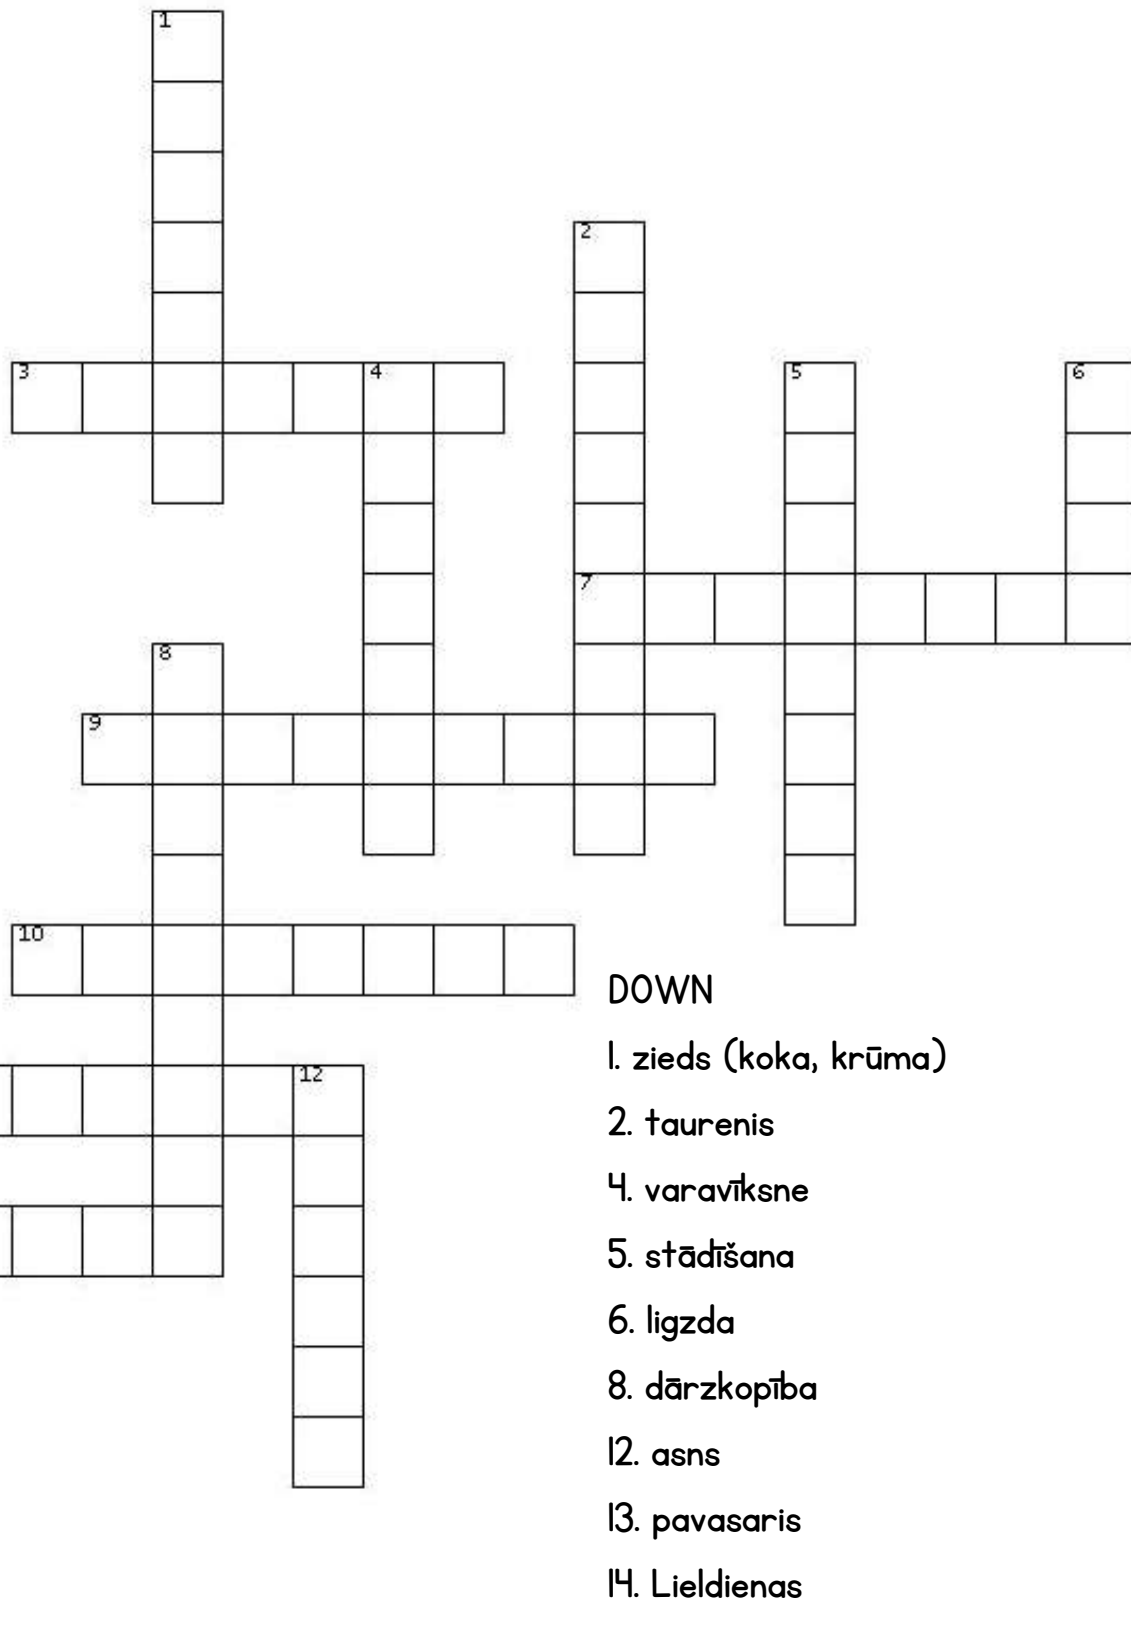 1
2
3
4
5
6
7
8
9
10
12
DOWN
1. zieds (koka, krūma)
2. taurenis
4. varavīksne
5. stādīšana
6. ligzda
8. dārzkopība
12. asns
13. pavasaris
14. Lieldienas